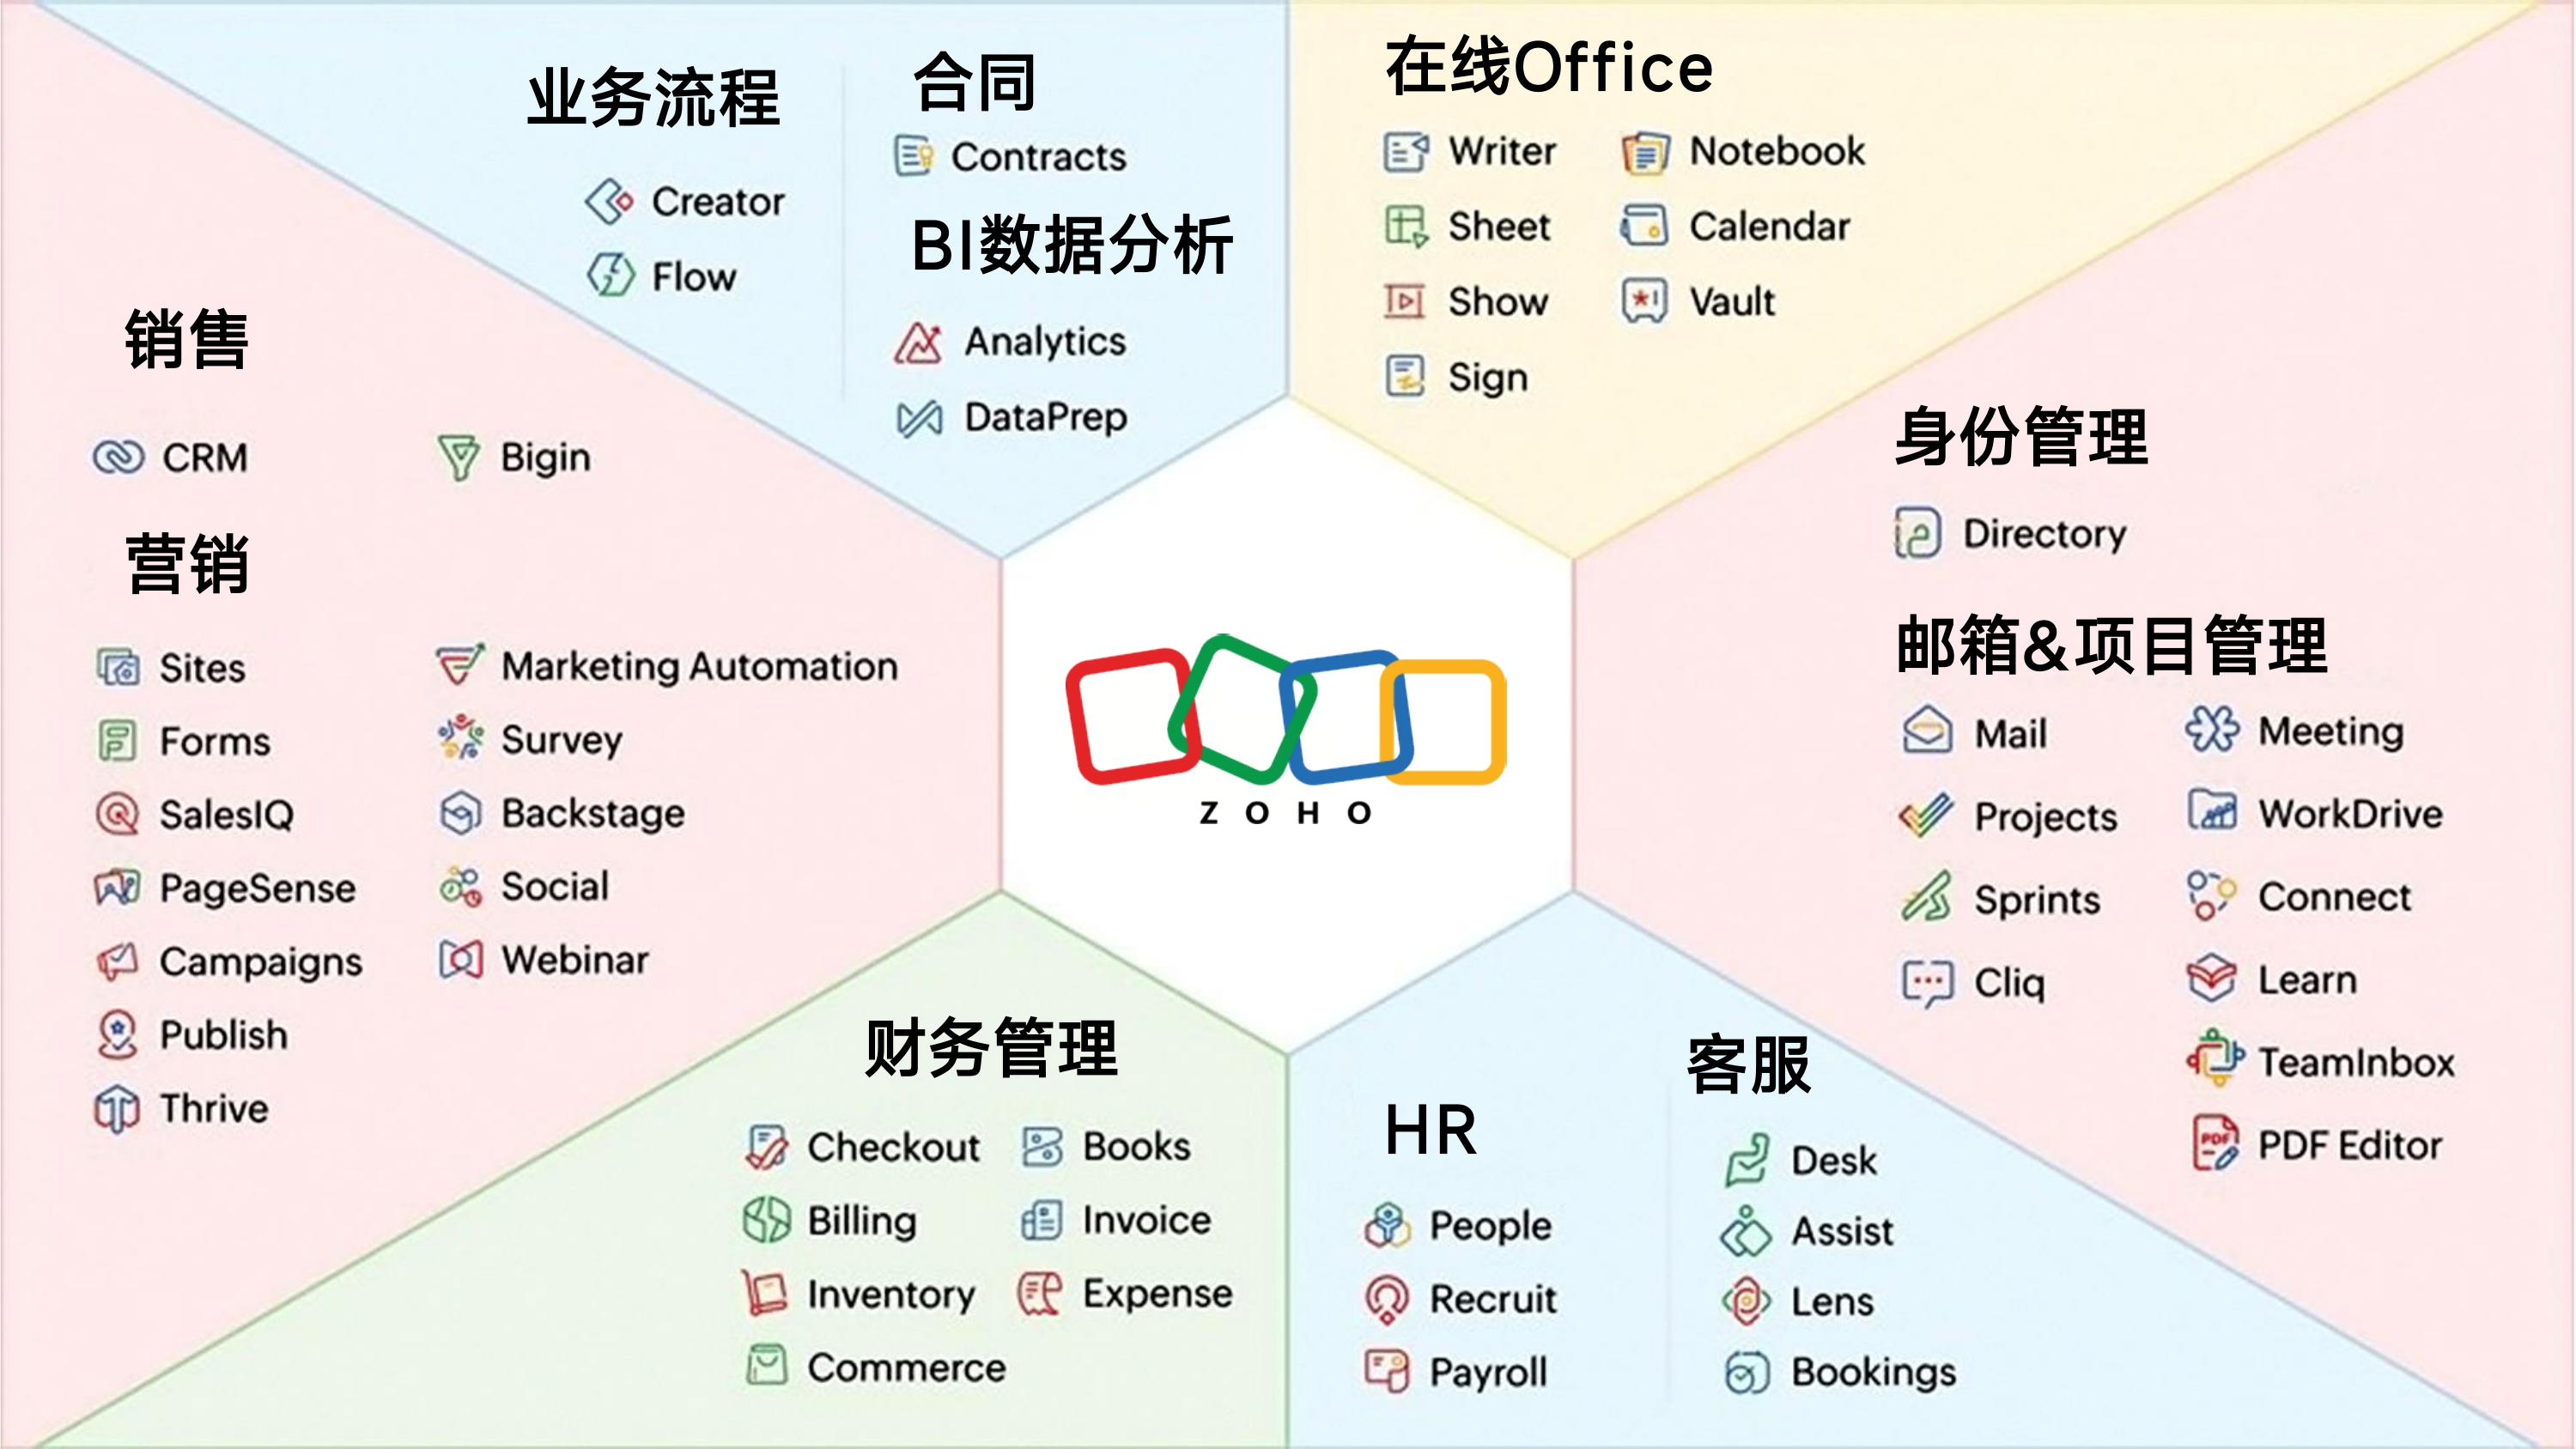 业务流程
Creator
Flow
合同
Contracts
BI数据分析
Analytics
DataPrep
在线Office
Writer
Notebook
Sheet
Calendar
Show
Vault
Sign
销售
CRM
Bigin
营销
Sites
Marketing Automation
Forms
Survey
SalesIQ
Backstage
PageSense
Social
Campaigns
Webinar
Publish
Thrive
ZOHO
身份管理
Directory
邮箱&项目管理
Mail
Meeting
Projects
WorkDrive
Sprints
Connect
Cliq
Learn
TeamInbox
PDF
PDF Editor
财务管理
Checkout
Books
Billing
Invoice
Inventory
Expense
Commerce
HR
People
Recruit
Payroll
客服
Desk
Assist
Lens
Bookings